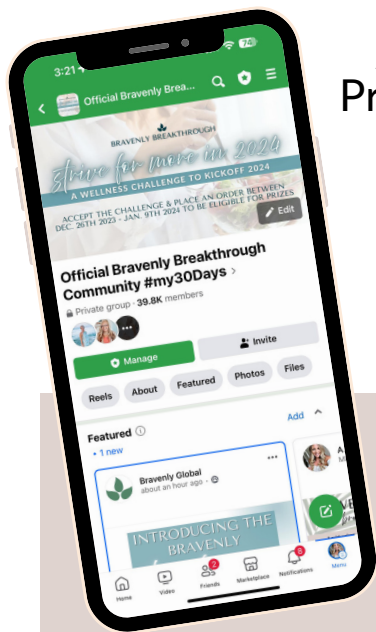 Pr
3:21
74
Official Bravenly Brea...
BRAVENLY BREAKTHROUGH
strive for more in 2024
A WELLNESS CHALLENGE TO KICKOFF 2024
ACCEPT THE CHALLENGE & PLACE AN ORDER BETWEEN
DEC. 26TH 2023 - JAN. 9TH 2024 TO BE ELIGIBLE FOR PRIZES
Edit
Official Bravenly Breakthrough
Community #my30Days >
Private group · 39.8K members
Manage
Invite
Reels About Featured Photos Files
Featured
Add
• 1 new
Bravenly Global
about an hour ago
INTRODUCING THE
BRAVENLY
Home Video Friends Marketplace Notifications Menu
2
8